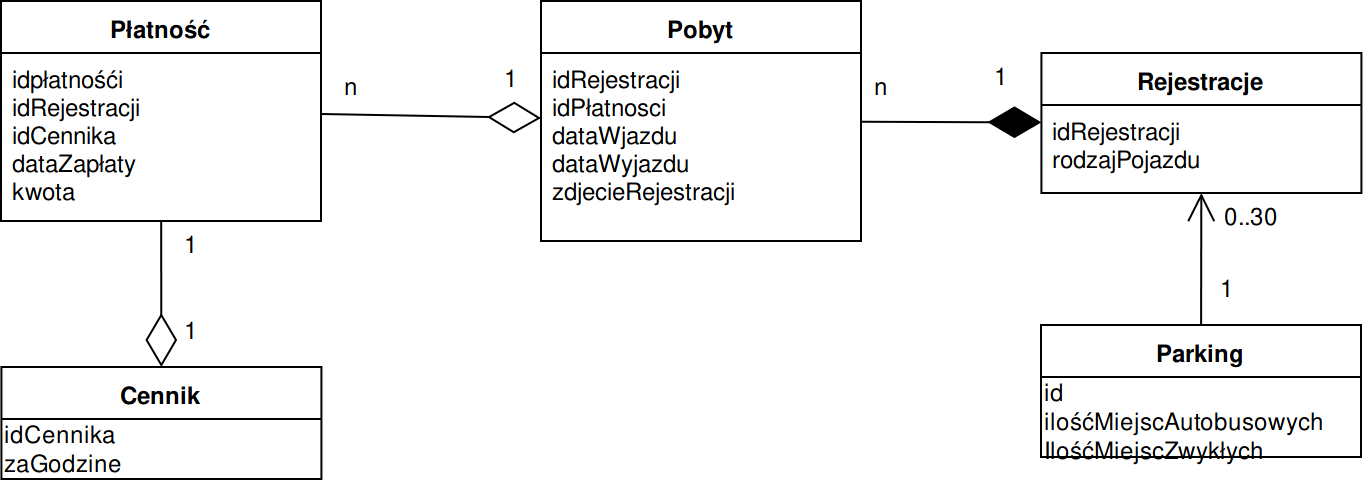 Płatność
idpłatnośći
idRejestracji
idCennika
dataZapłaty
kwota
n
1
Pobyt
idRejestracji
idPłatnosci
dataWjazdu
dataWyjazdu
zdjecieRejestracji
n
1
Rejestracje
idRejestracji
rodzajPojazdu
0..30
1
Parking
id
ilośćMiejscAutobusowych
IlośćMiejscZwykłych
1
1
Cennik
idCennika
zaGodzine